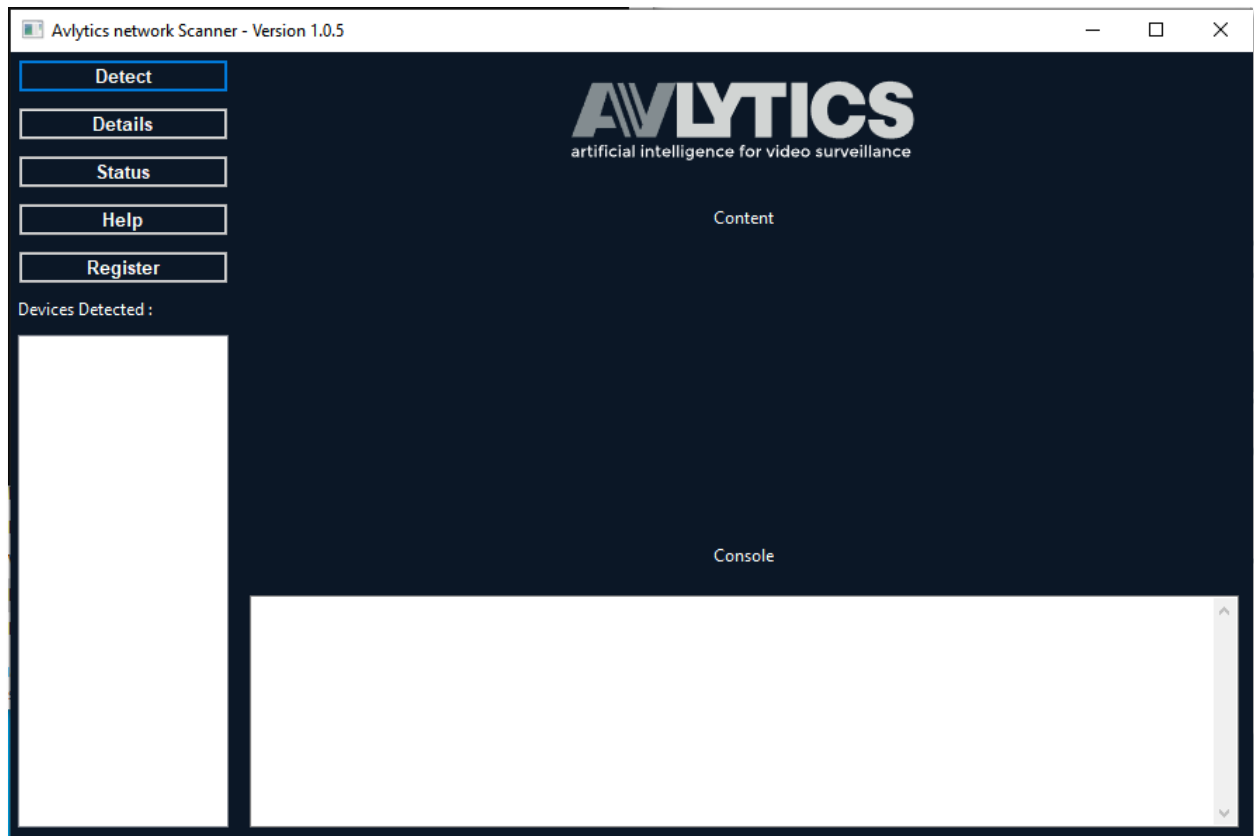 Avlytics network Scanner - Version 1.0.5
Detect
Details
Status
Help
Register
Devices Detected :
AVLYTICS
artificial intelligence for video surveillance
Content
Console